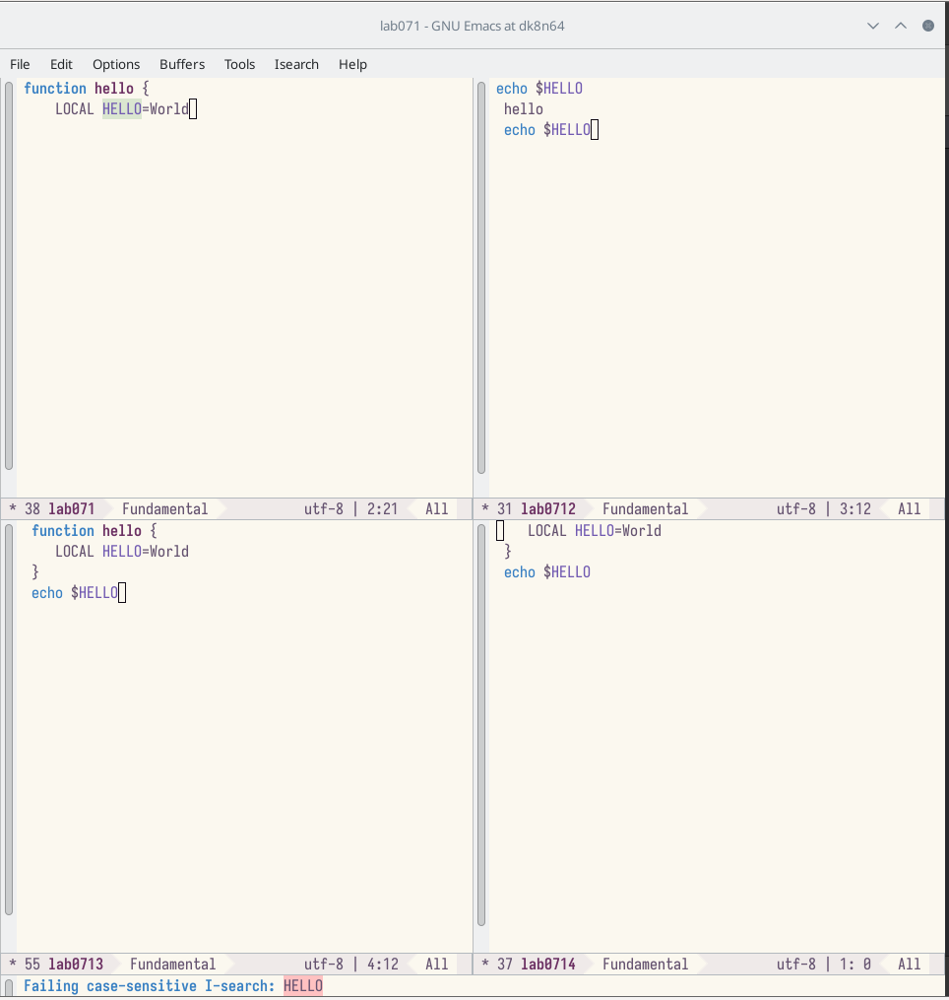 lab071 - GNU Emacs at dk8n64
File Edit Options Buffers Tools Isearch Help
function hello {
LOCAL HELLO=World
* 38 lab071 Fundamental utf-8 | 2:21 All
echo $HELLO
hello
echo $HELLO
* 31 lab0712 Fundamental utf-8 | 3:12 All
function hello {
LOCAL HELLO=World
}
echo $HELLO
* 55 lab0713 Fundamental utf-8 | 4:12 All
LOCAL HELLO=World
}
echo $HELLO
* 37 lab0714 Fundamental utf-8 | 1: 0 All
Failing case-sensitive I-search: HELLO